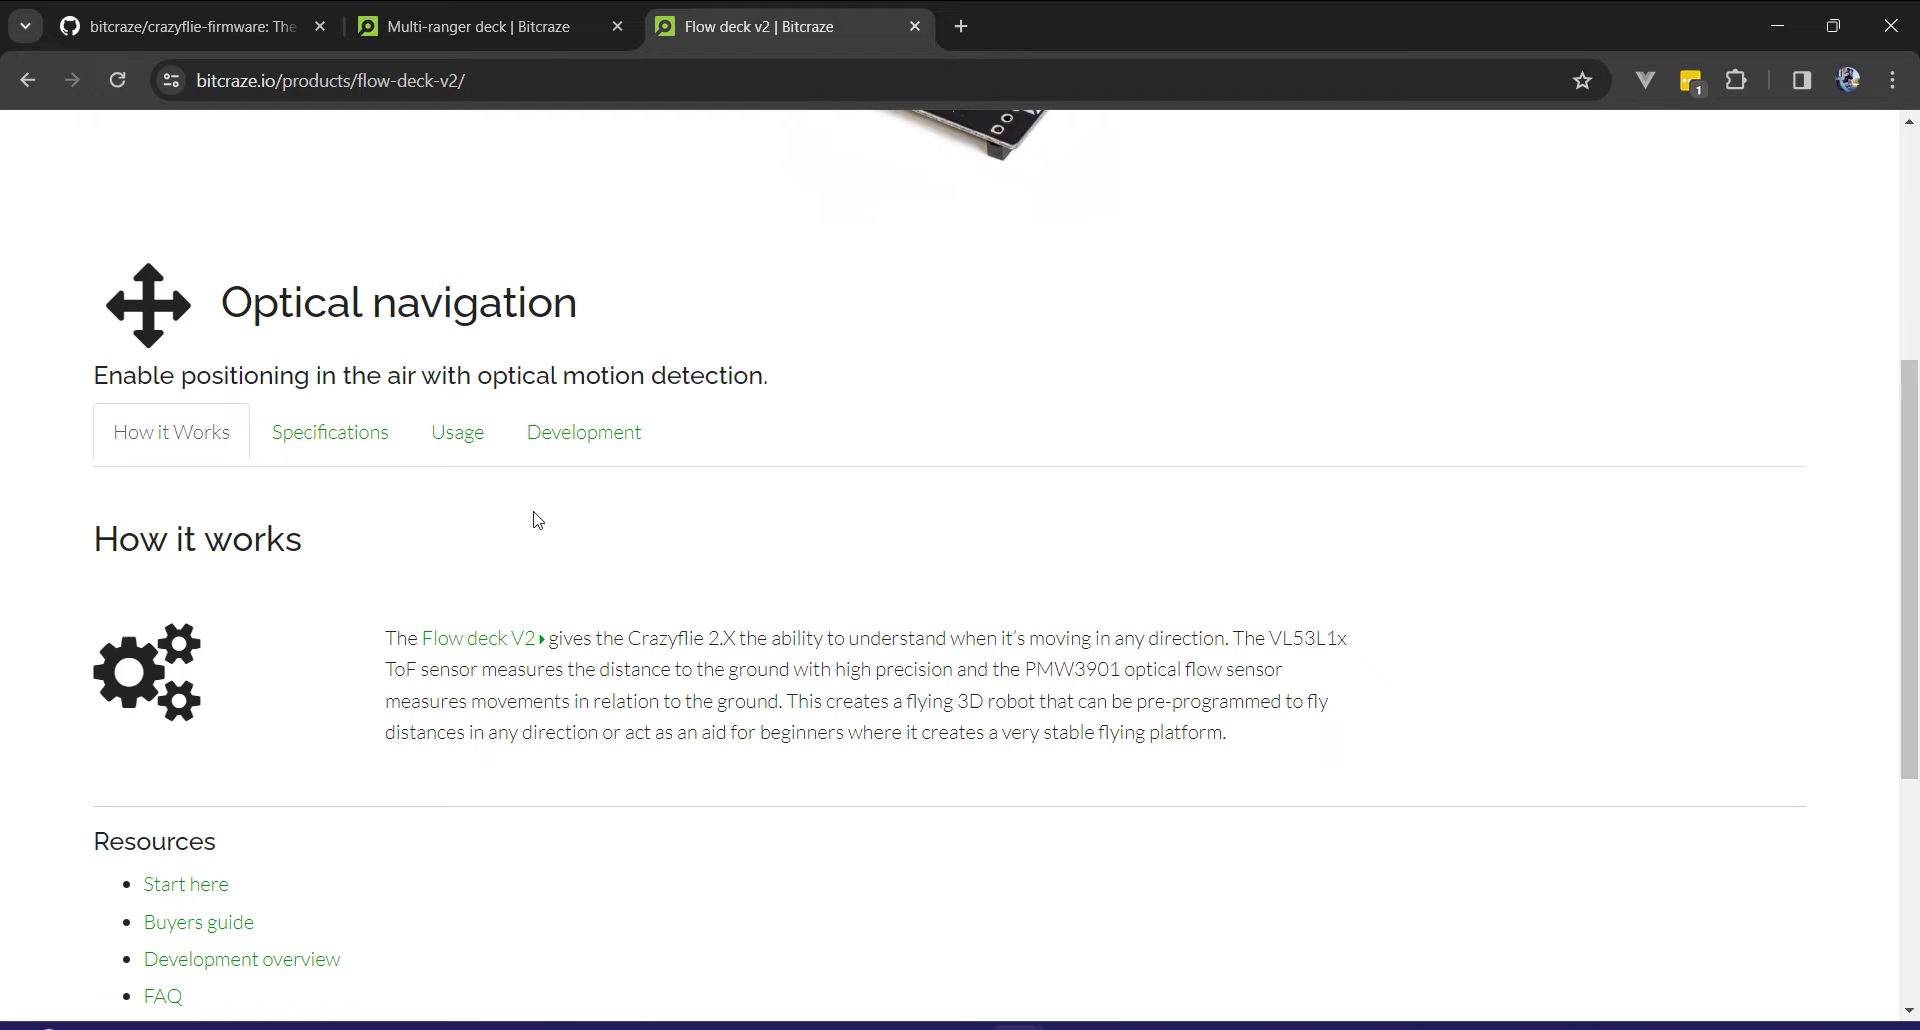 bitcraze/crazyflie-firmware: The
Multi-ranger deck | Bitcraze
Flow deck v2 | Bitcraze
bitcraze.io/products/flow-deck-v2/
1
Optical navigation
Enable positioning in the air with optical motion detection.
How it Works
Specifications
Usage
Development
How it works
The Flow deck V2 gives the Crazyflie 2.X the ability to understand when it's moving in any direction. The VL53L1x
ToF sensor measures the distance to the ground with high precision and the PMW3901 optical flow sensor
measures movements in relation to the ground. This creates a flying 3D robot that can be pre-programmed to fly
distances in any direction or act as an aid for beginners where it creates a very stable flying platform.
Resources
Start here
Buyers guide
Development overview
FAQ